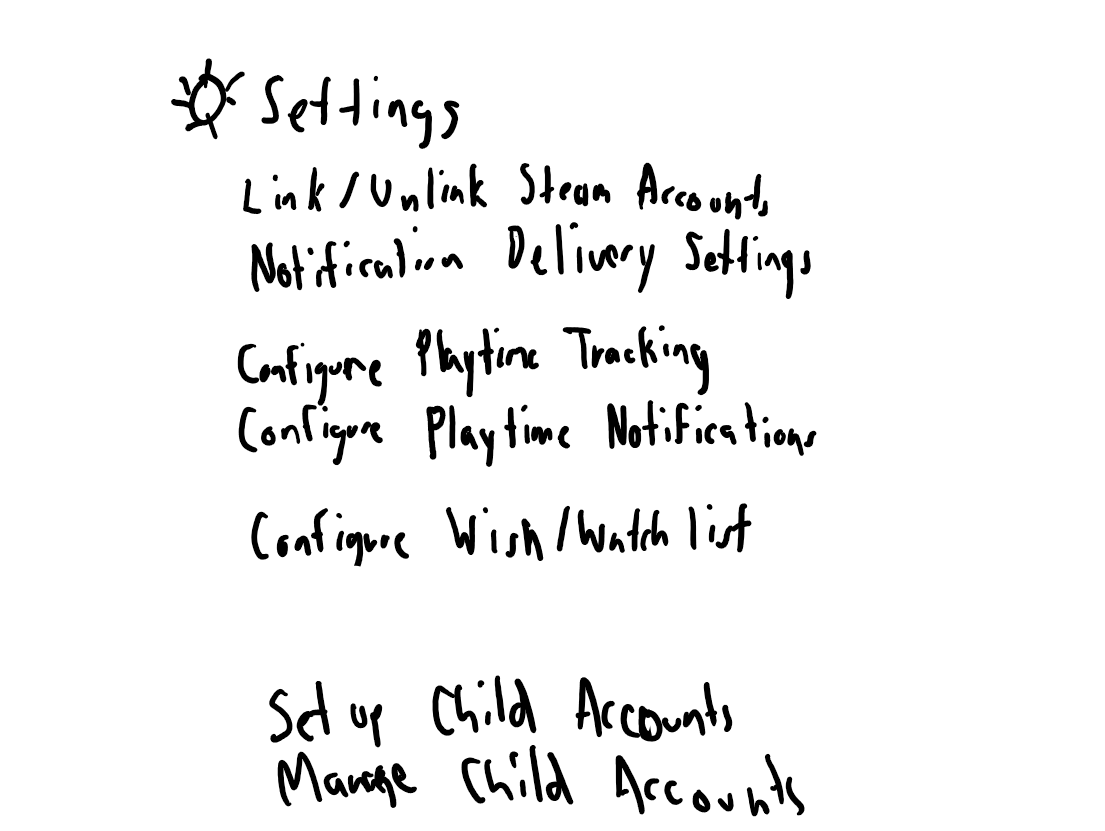 Settings
Link/Unlink Steam Accounts
Notification Delivery Settings
Configure Playtime Tracking
Configure Playtime Notifications
Configure Wish/Watch list
Set up Child Accounts
Manage Child Accounts